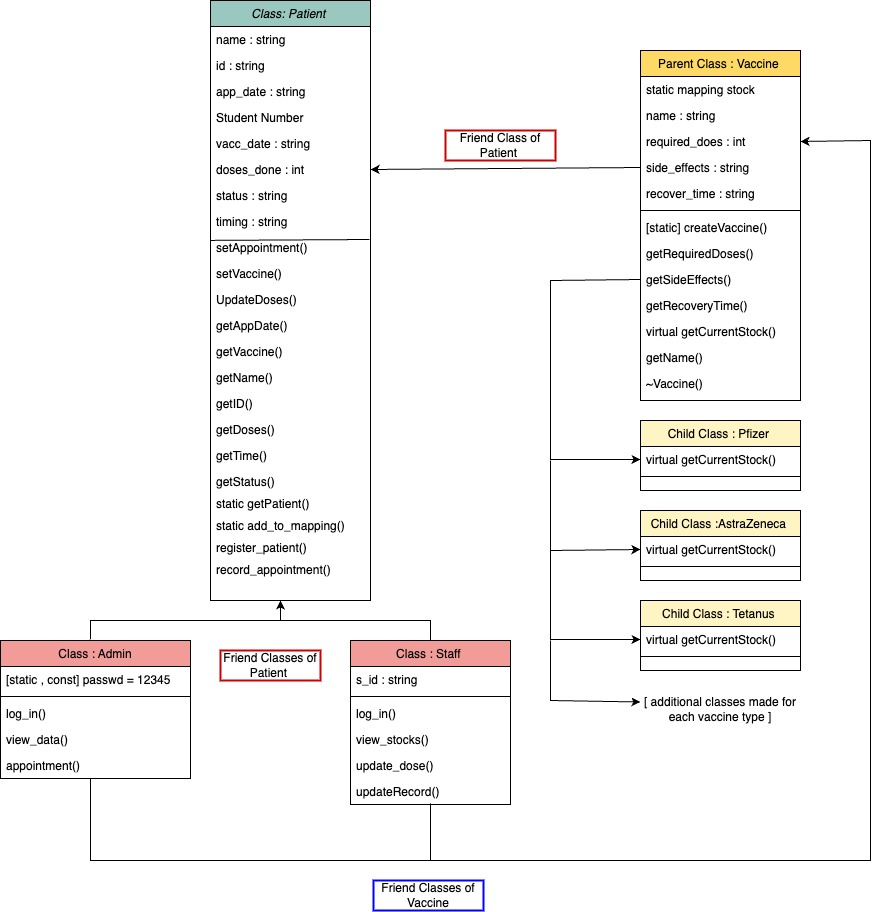 Class: Patient
name : string
id : string
app_date : string
Student Number
vacc_date : string
doses_done : int
status : string
timing : string
setAppointment()
setVaccine()
UpdateDoses()
getAppDate()
getVaccine()
getName()
getID()
getDoses()
getTime()
getStatus()
static getPatient()
static add_to_mapping()
register_patient()
record_appointment()
Friend Class of
Patient
Parent Class : Vaccine
static mapping stock
name : string
required_does : int
side_effects : string
recover_time : string
[static] createVaccine()
getRequiredDoses()
getSideEffects()
getRecoveryTime()
virtual getCurrentStock()
getName()
~Vaccine()
Child Class : Pfizer
virtual getCurrentStock()
Child Class :AstraZeneca
virtual getCurrentStock()
Child Class : Tetanus
virtual getCurrentStock()
[ additional classes made for
each vaccine type ]
Class : Admin
[static , const] passwd = 12345
log_in()
view_data()
appointment()
Friend Classes of
Patient
Class : Staff
s_id : string
log_in()
view_stocks()
update_dose()
updateRecord()
Friend Classes of
Vaccine